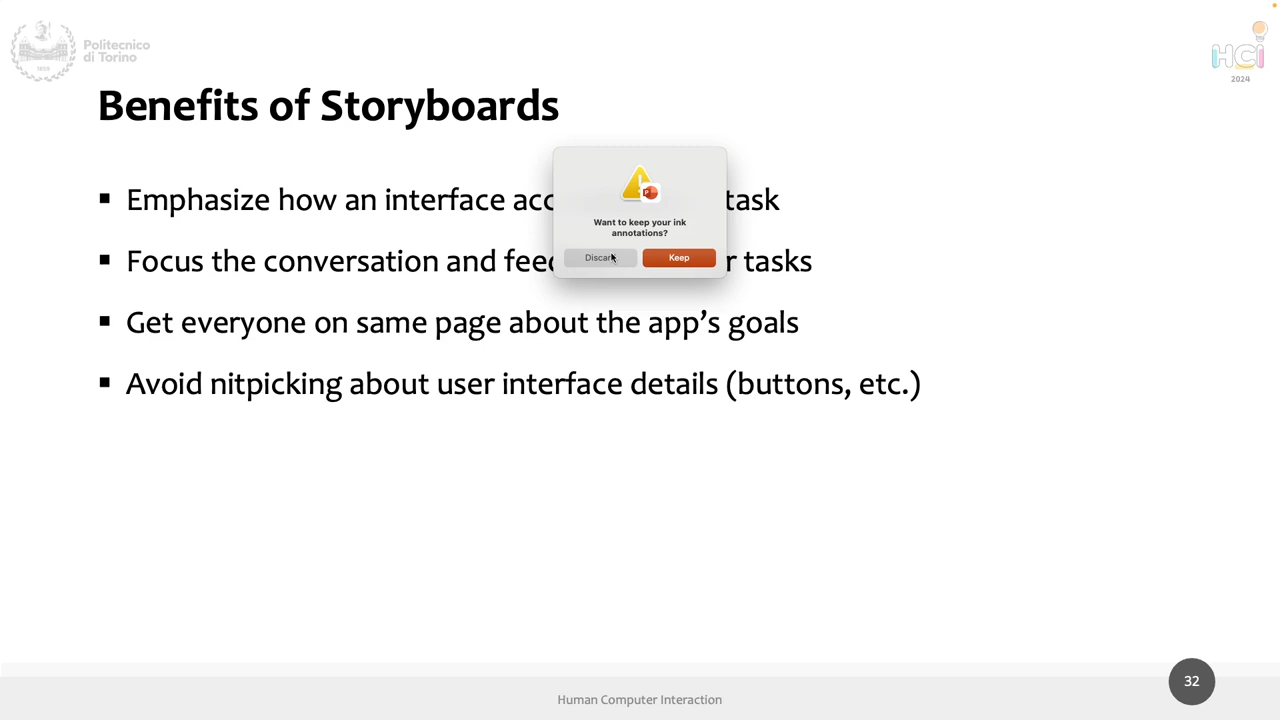 Politecnico
di Torino
1859
HCI
2024
Benefits of Storyboards
▪ Emphasize how an interface acc task
▪ Focus the conversation and feed r tasks
▪ Get everyone on same page about the app’s goals
▪ Avoid nitpicking about user interface details (buttons, etc.)
Want to keep your ink
annotations?
Discard Keep
Human Computer Interaction
32